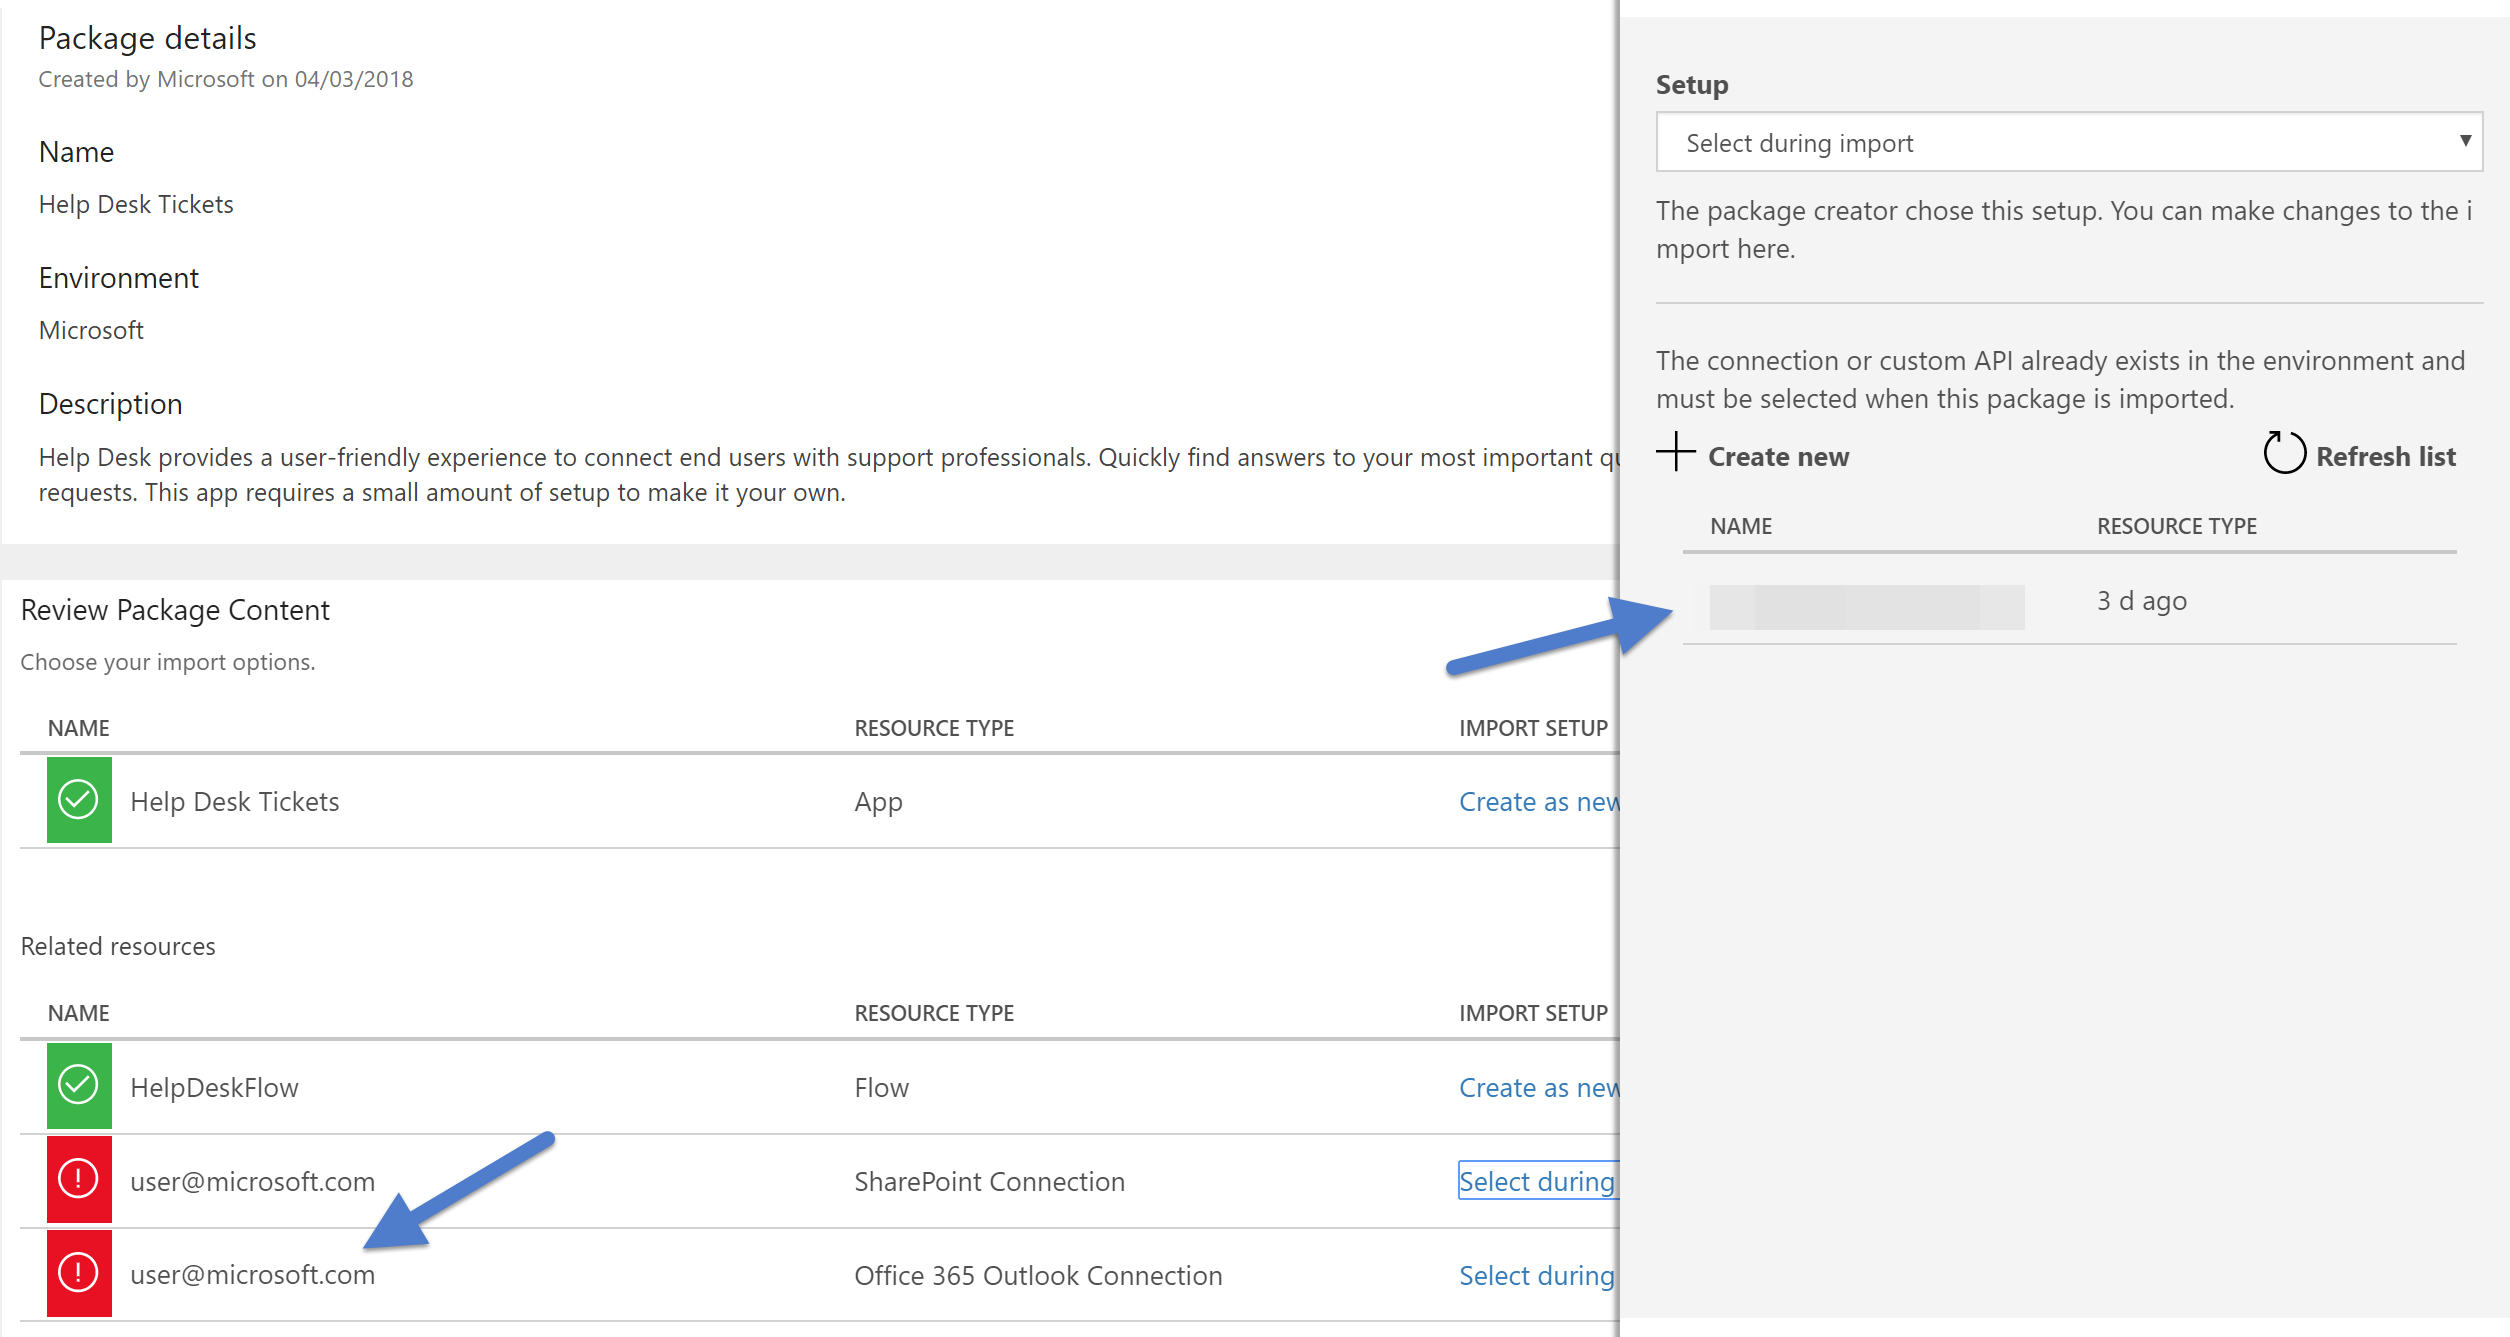 Package details
Created by Microsoft on 04/03/2018
Name
Help Desk Tickets
Environment
Microsoft
Description
Help Desk provides a user-friendly experience to connect end users with support professionals. Quickly find answers to your most important qu
requests. This app requires a small amount of setup to make it your own.
Review Package Content
Choose your import options.
NAME RESOURCE TYPE IMPORT SETUP
Help Desk Tickets App Create as new
Related resources
NAME RESOURCE TYPE IMPORT SETUP
HelpDeskFlow Flow Create as new
user@microsoft.com SharePoint Connection Select during
user@microsoft.com Office 365 Outlook Connection Select during
Setup
Select during import
The package creator chose this setup. You can make changes to the i
mport here.
The connection or custom API already exists in the environment and
must be selected when this package is imported.
Create new Refresh list
NAME RESOURCE TYPE
3 d ago